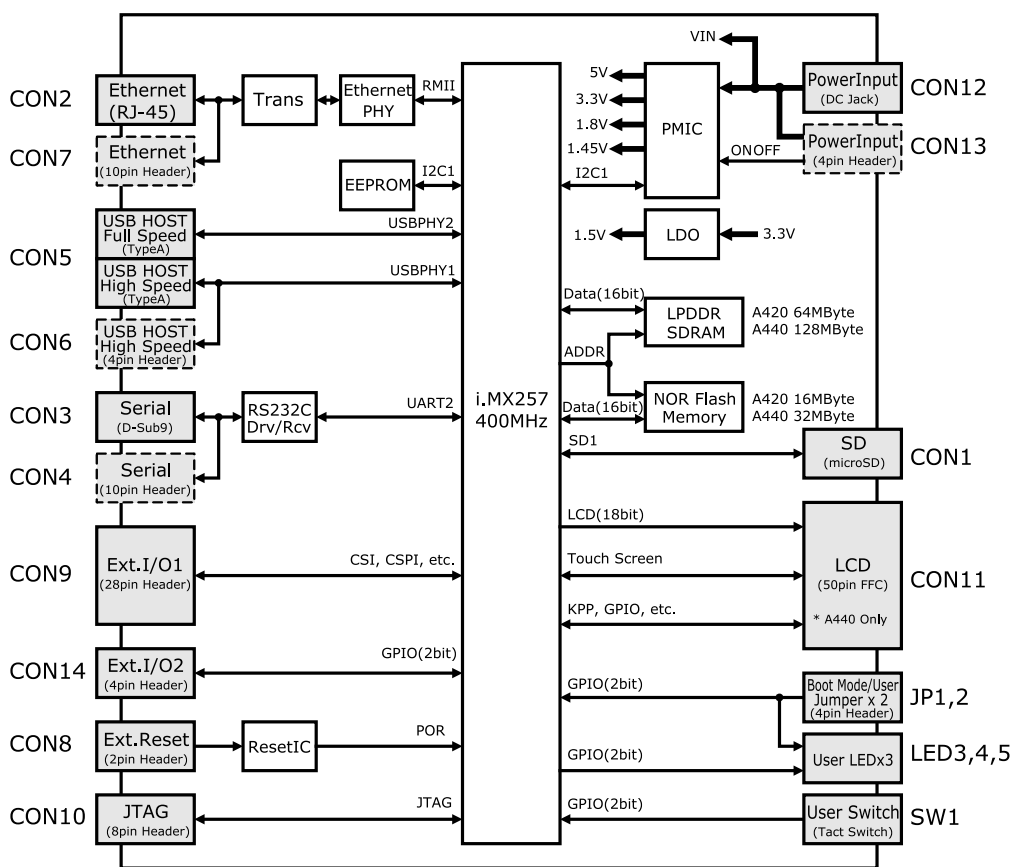 CON2
Ethernet
(RJ-45)
Trans
Ethernet
PHY
RMII
CON7
Ethernet
(10pin Header)
EEPROM
I2C1
CON5
USB HOST
Full Speed
(TypeA)
USBPHY2
USB HOST
High Speed
(TypeA)
USBPHY1
CON6
USB HOST
High Speed
(4pin Header)
CON3
Serial
(D-Sub9)
RS232C
Drv/Rcv
UART2
CON4
Serial
(10pin Header)
CON9
Ext.I/O1
(28pin Header)
CSI, CSPI, etc.
CON14
Ext.I/O2
(4pin Header)
GPIO(2bit)
CON8
Ext.Reset
(2pin Header)
ResetIC
POR
CON10
JTAG
(8pin Header)
JTAG
i.MX257
400MHz
VIN
5V
3.3V
1.8V
1.45V
I2C1
PMIC
PowerInput
(DC Jack)
CON12
ONOFF
PowerInput
(4pin Header)
CON13
1.5V
LDO
3.3V
Data(16bit)
LPDDR
SDRAM
A420 64MByte
A440 128MByte
ADDR
NOR Flash
Memory
A420 16MByte
A440 32MByte
Data(16bit)
SD1
SD
(microSD)
CON1
LCD(18bit)
Touch Screen
KPP, GPIO, etc.
LCD
(50pin FFC)
* A440 Only
CON11
GPIO(2bit)
Boot Mode/User
Jumper x 2
(4pin Header)
JP1,2
GPIO(2bit)
User LEDx3
LED3,4,5
GPIO(2bit)
User Switch
(Tact Switch)
SW1